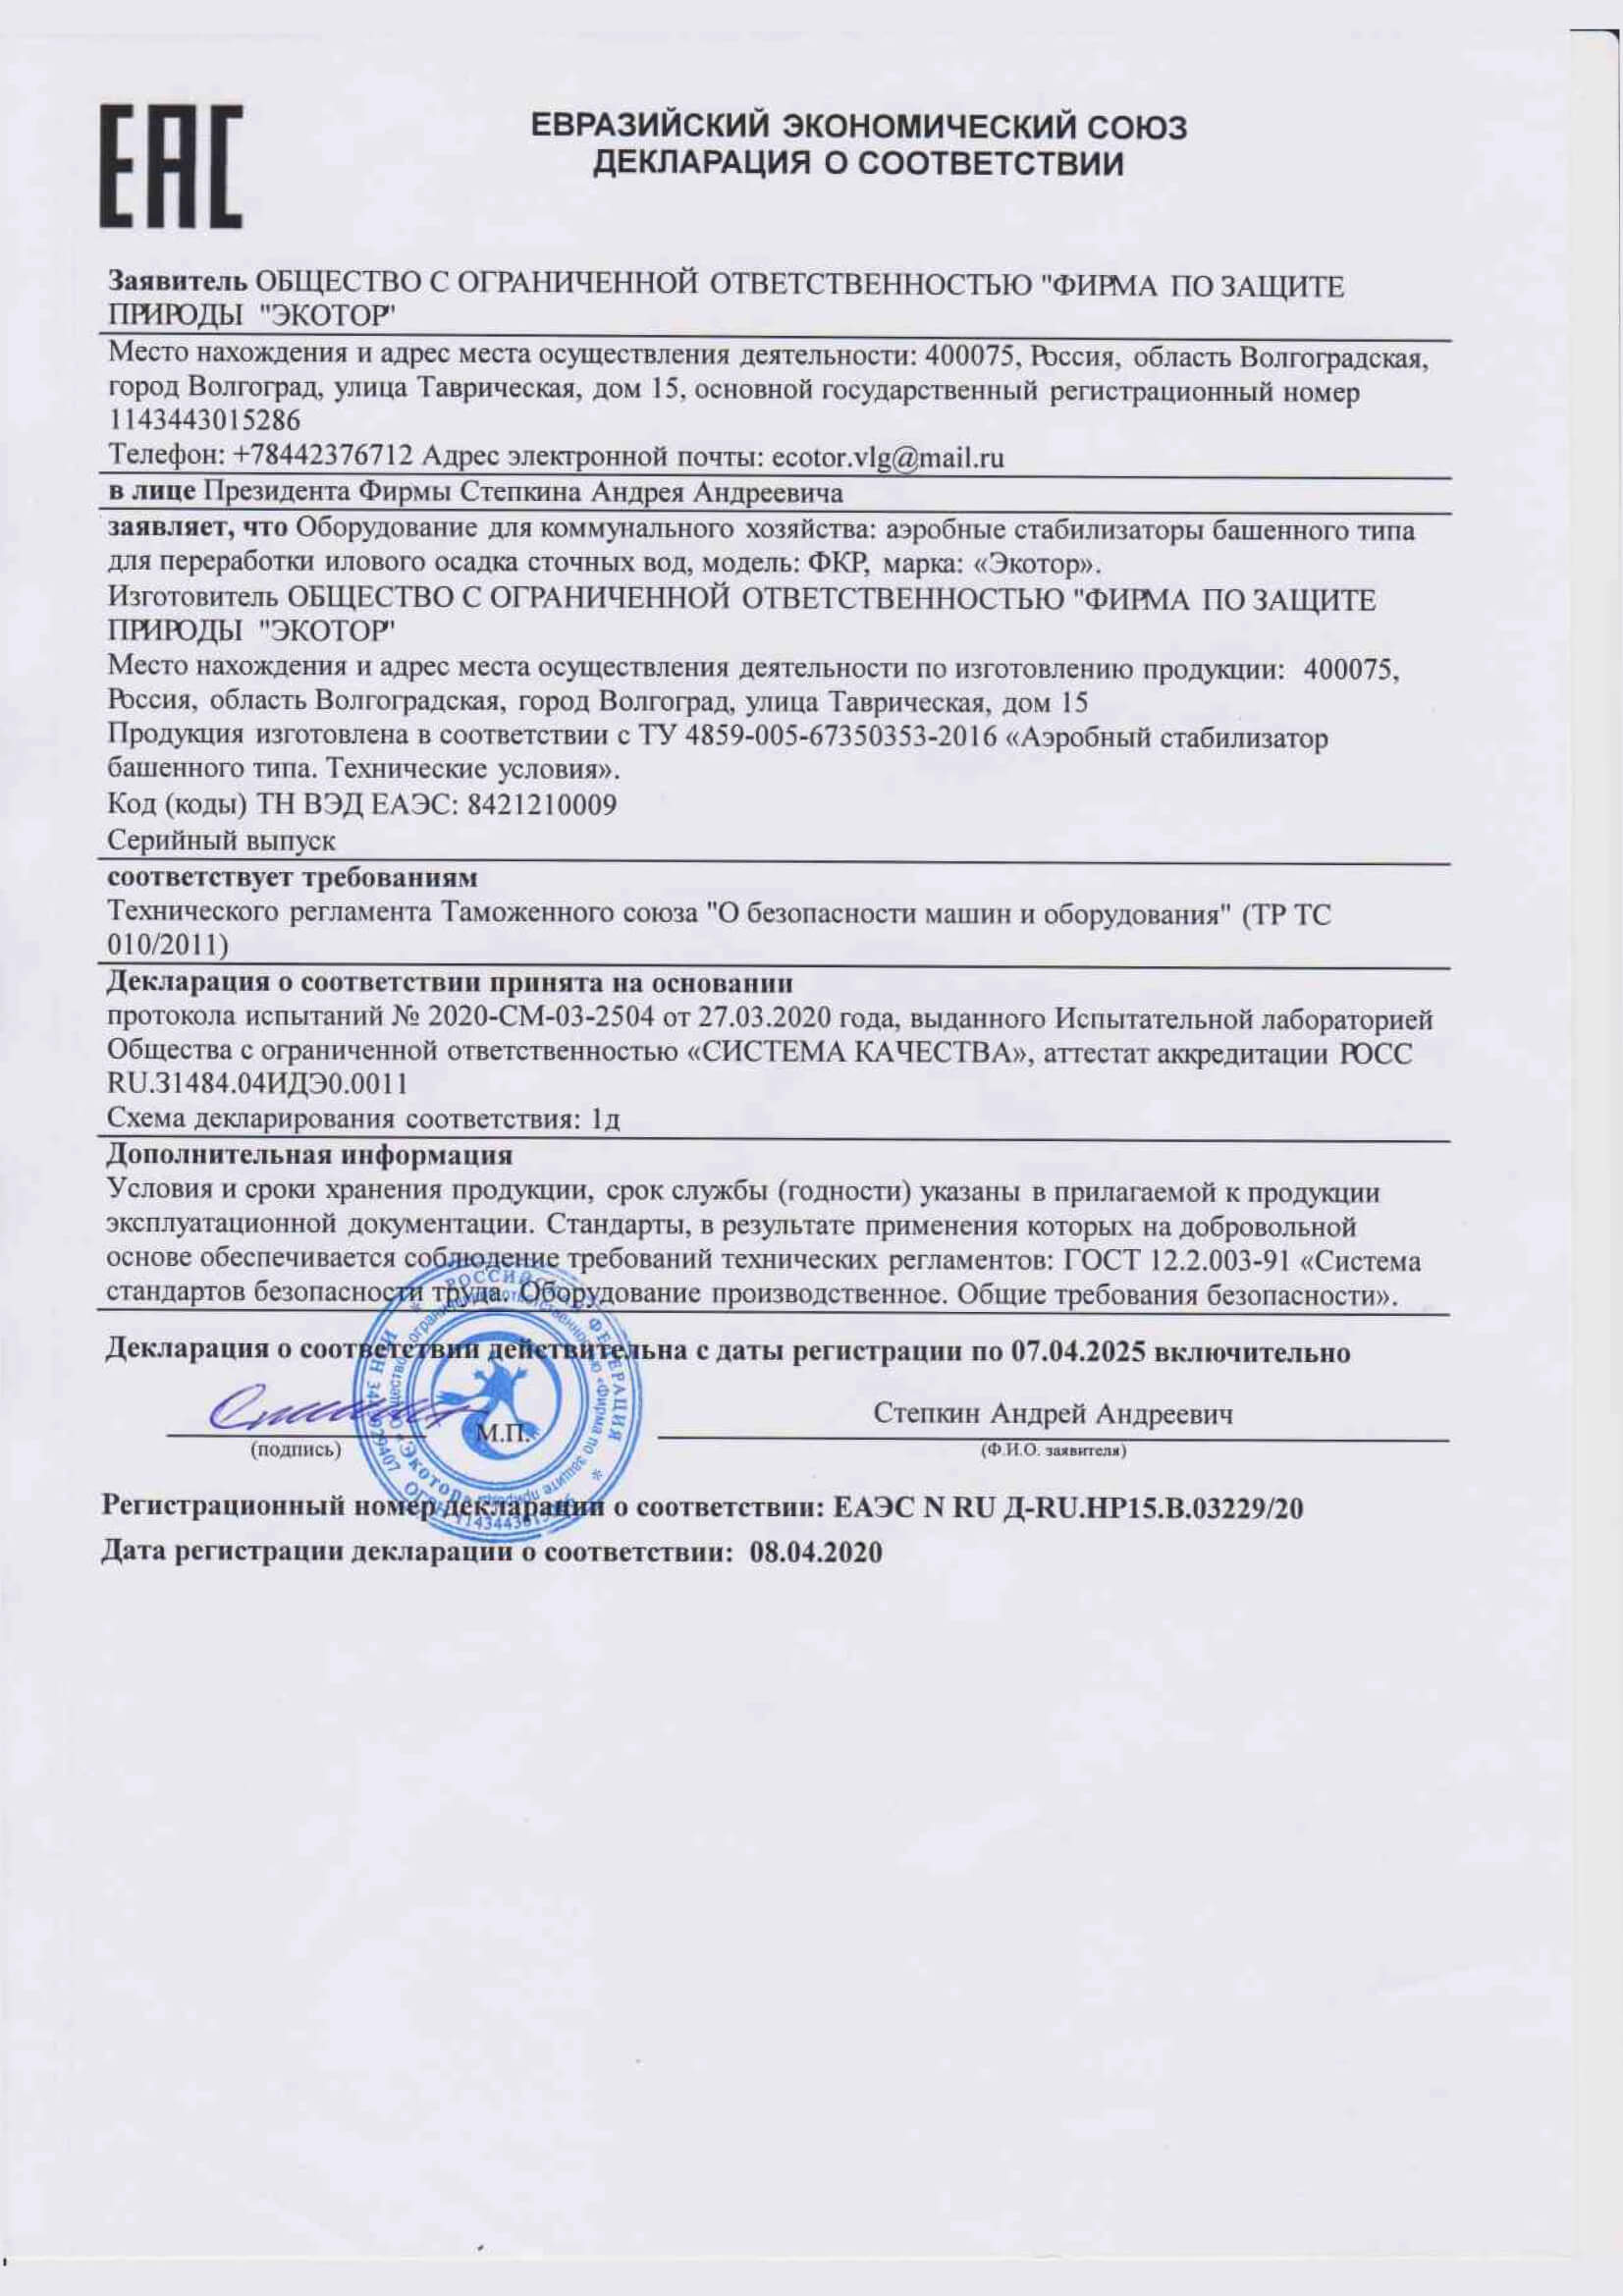 ЕАС
ЕВРАЗИЙСКИЙ ЭКОНОМИЧЕСКИЙ СОЮЗ
ДЕКЛАРАЦИЯ О СООТВЕТСТВИИ
Заявитель ОБЩЕСТВО С ОГРАНИЧЕННОЙ ОТВЕТСТВЕННОСТЬЮ "ФИРМА ПО ЗАЩИТЕ
ПРИРОДЫ "ЭКОТОР"
Место нахождения и адрес места осуществления деятельности: 400075, Россия, область Волгоградская,
город Волгоград, улица Таврическая, дом 15, основной государственный регистрационный номер
1143443015286
Телефон: +78442376712 Адрес электронной почты: ecotor.vlg@mail.ru
в лице Президента Фирмы Степкина Андрея Андреевича
заявляет, что Оборудование для коммунального хозяйства: аэробные стабилизаторы башенного типа
для переработки илового осадка сточных вод, модель: ФКР, марка: «Экотор».
Изготовитель ОБЩЕСТВО С ОГРАНИЧЕННОЙ ОТВЕТСТВЕННОСТЬЮ "ФИРМА ПО ЗАЩИТЕ
ПРИРОДЫ "ЭКОТОР"
Место нахождения и адрес места осуществления деятельности по изготовлению продукции: 400075,
Россия, область Волгоградская, город Волгоград, улица Таврическая, дом 15
Продукция изготовлена в соответствии с ТУ 4859-005-67350353-2016 «Аэробный стабилизатор
башенного типа. Технические условия».
Код (коды) ТН ВЭД ЕАЭС: 8421210009
Серийный выпуск
соответствует требованиям
Технического регламента Таможенного союза "О безопасности машин и оборудования" (ТР ТС
010/2011)
Декларация о соответствии принята на основании
протокола испытаний № 2020-СМ-03-2504 от 27.03.2020 года, выданного Испытательной лабораторией
Общества с ограниченной ответственностью «СИСТЕМА КАЧЕСТВА», аттестат аккредитации РОСС
RU.31484.04ИДЭ0.0011
Схема декларирования соответствия: 1д
Дополнительная информация
Условия и сроки хранения продукции, срок службы (годности) указаны в прилагаемой к продукции
эксплуатационной документации. Стандарты, в результате применения которых на добровольной
основе обеспечивается соблюдение требований технических регламентов: ГОСТ 12.2.003-91 «Система
стандартов безопасности труда. Оборудование производственное. Общие требования безопасности».
Декларация о соответствии действительна с даты регистрации по 07.04.2025 включительно
Степкин Андрей Андреевич
М.П.
(подпись)
(Ф.И.О. заявителя)
РОССИЙСКАЯ ФЕДЕРАЦИЯ
Общество с ограниченной ответственностью «Фирма по защите природы «Экотор»
Регистрационный номер декларации о соответствии: ЕАЭС N RU Д-RU.НР15.В.03229/20
Дата регистрации декларации о соответствии: 08.04.2020